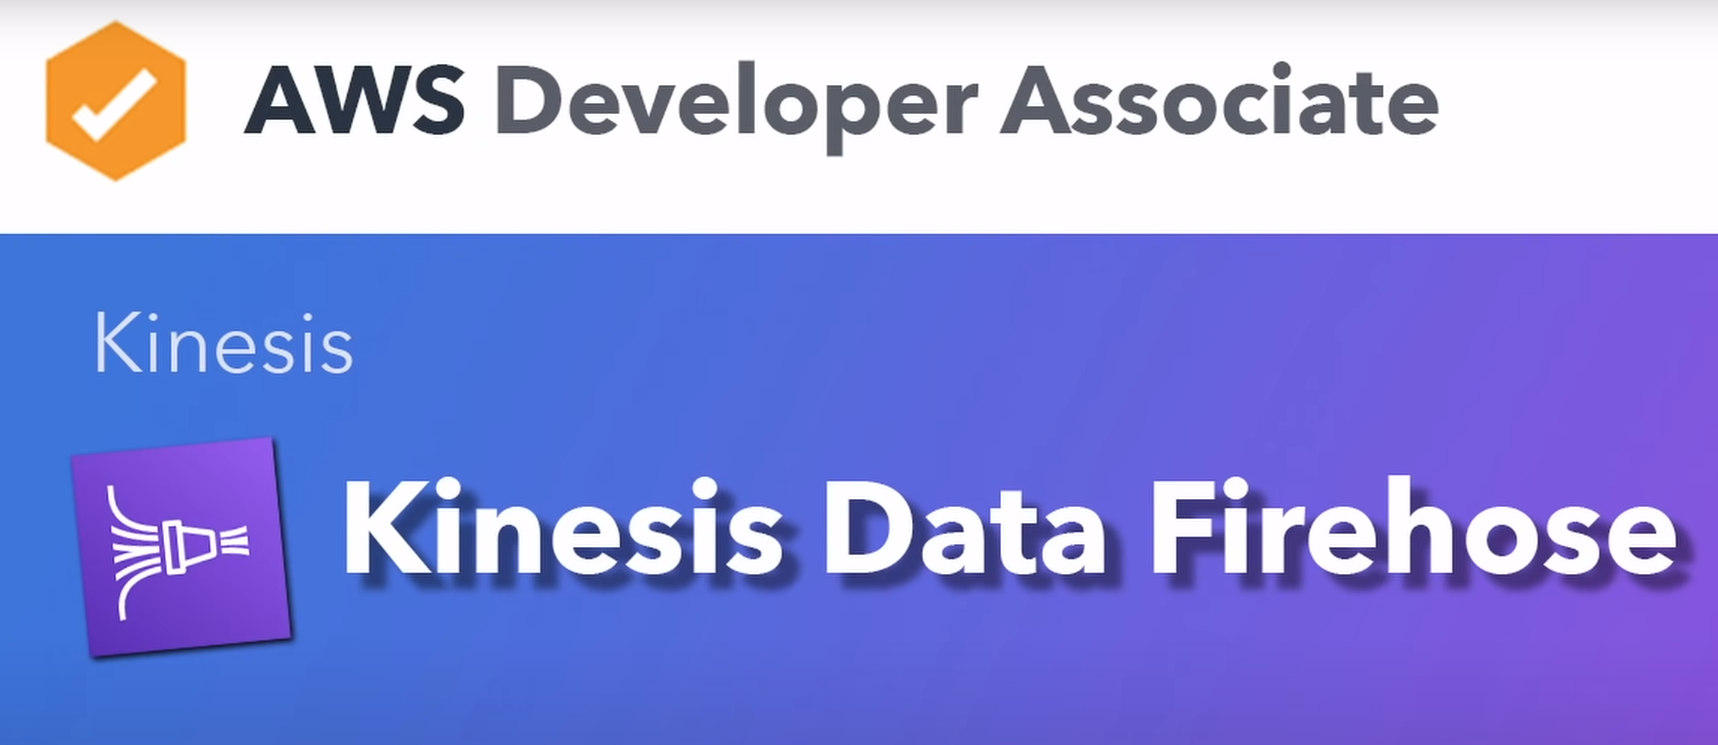 AWS Developer Associate
Kinesis
Kinesis Data Firehose